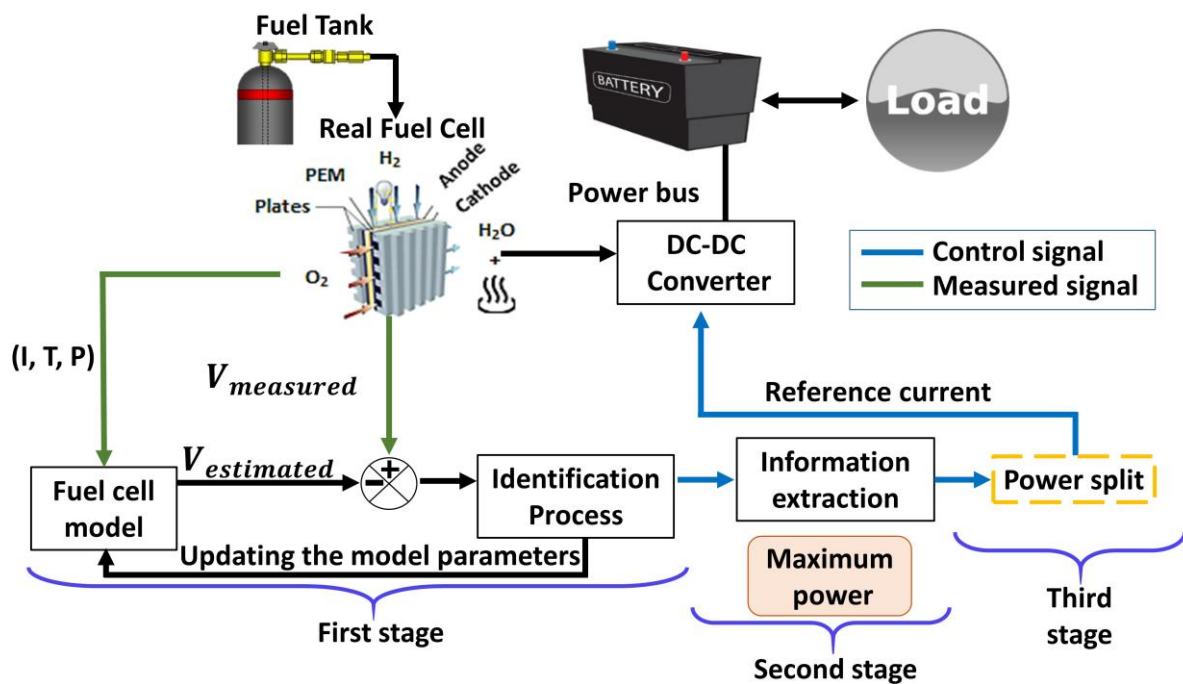 Fuel Tank
BATTERY
Load
Real Fuel Cell
H₂
PEM
Anode
Plates
Cathode
H₂O
+
O₂
Power bus
DC-DC
Converter
Control signal
Measured signal
(I, T, P)
V_measured
Reference current
V_estimated
+
-
Fuel cell
model
Identification
Process
Information
extraction
Power split
Updating the model parameters
Maximum
power
First stage
Second stage
Third
stage